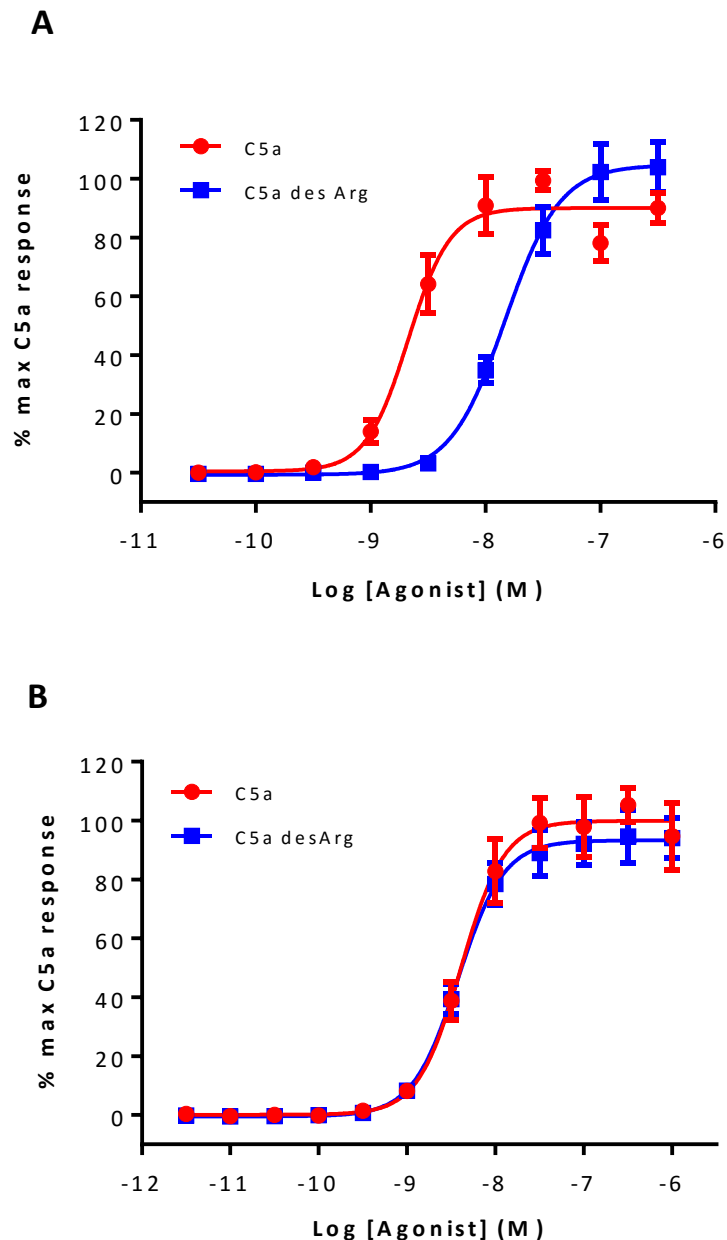 A
120
100
80
60
40
20
0
% max C5a response
C5a
C5a des Arg
-11 -10 -9 -8 -7 -6
Log [Agonist] (M)
B
120
100
80
60
40
20
0
% max C5a response
C5a
C5a desArg
-12 -11 -10 -9 -8 -7 -6
Log [Agonist] (M)